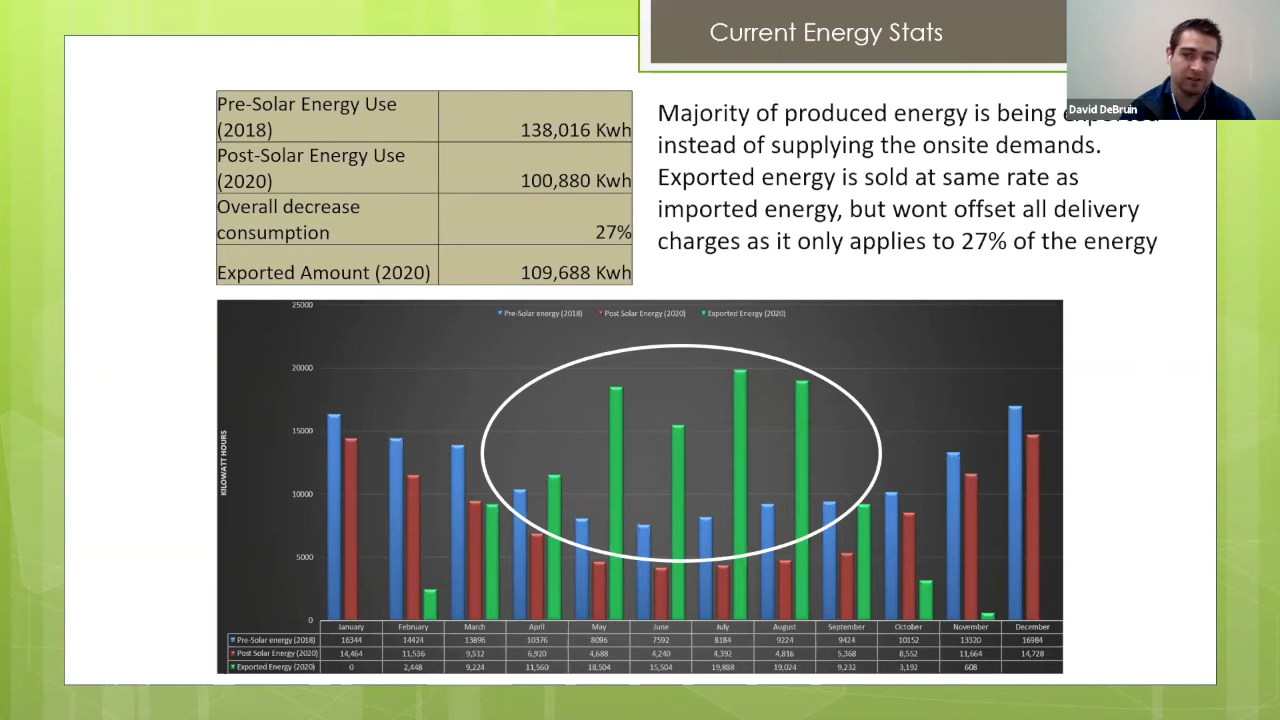 Current Energy Stats
David DeBruin
Pre-Solar Energy Use
(2018) 138,016 Kwh
Post-Solar Energy Use
(2020) 100,880 Kwh
Overall decrease
consumption 27%
Exported Amount (2020) 109,688 Kwh
Majority of produced energy is being exported
instead of supplying the onsite demands.
Exported energy is sold at same rate as
imported energy, but wont offset all delivery
charges as it only applies to 27% of the energy
Pre-Solar energy (2018) Post Solar Energy (2020) Exported Energy (2020)
KILOWATT HOURS
25000
20000
15000
10000
5000
0
January February March April May June July August September October November December
Pre-Solar energy (2018) 16344 14424 13896 10376 8096 7592 8184 9224 9424 10152 13320 16984
Post Solar Energy (2020) 14,464 11,536 9,512 6,920 4,688 4,240 4,392 4,816 5,368 8,552 11,664 14,728
Exported Energy (2020) 0 2,448 9,224 11,560 18,504 15,504 19,888 19,024 9,232 3,192 608